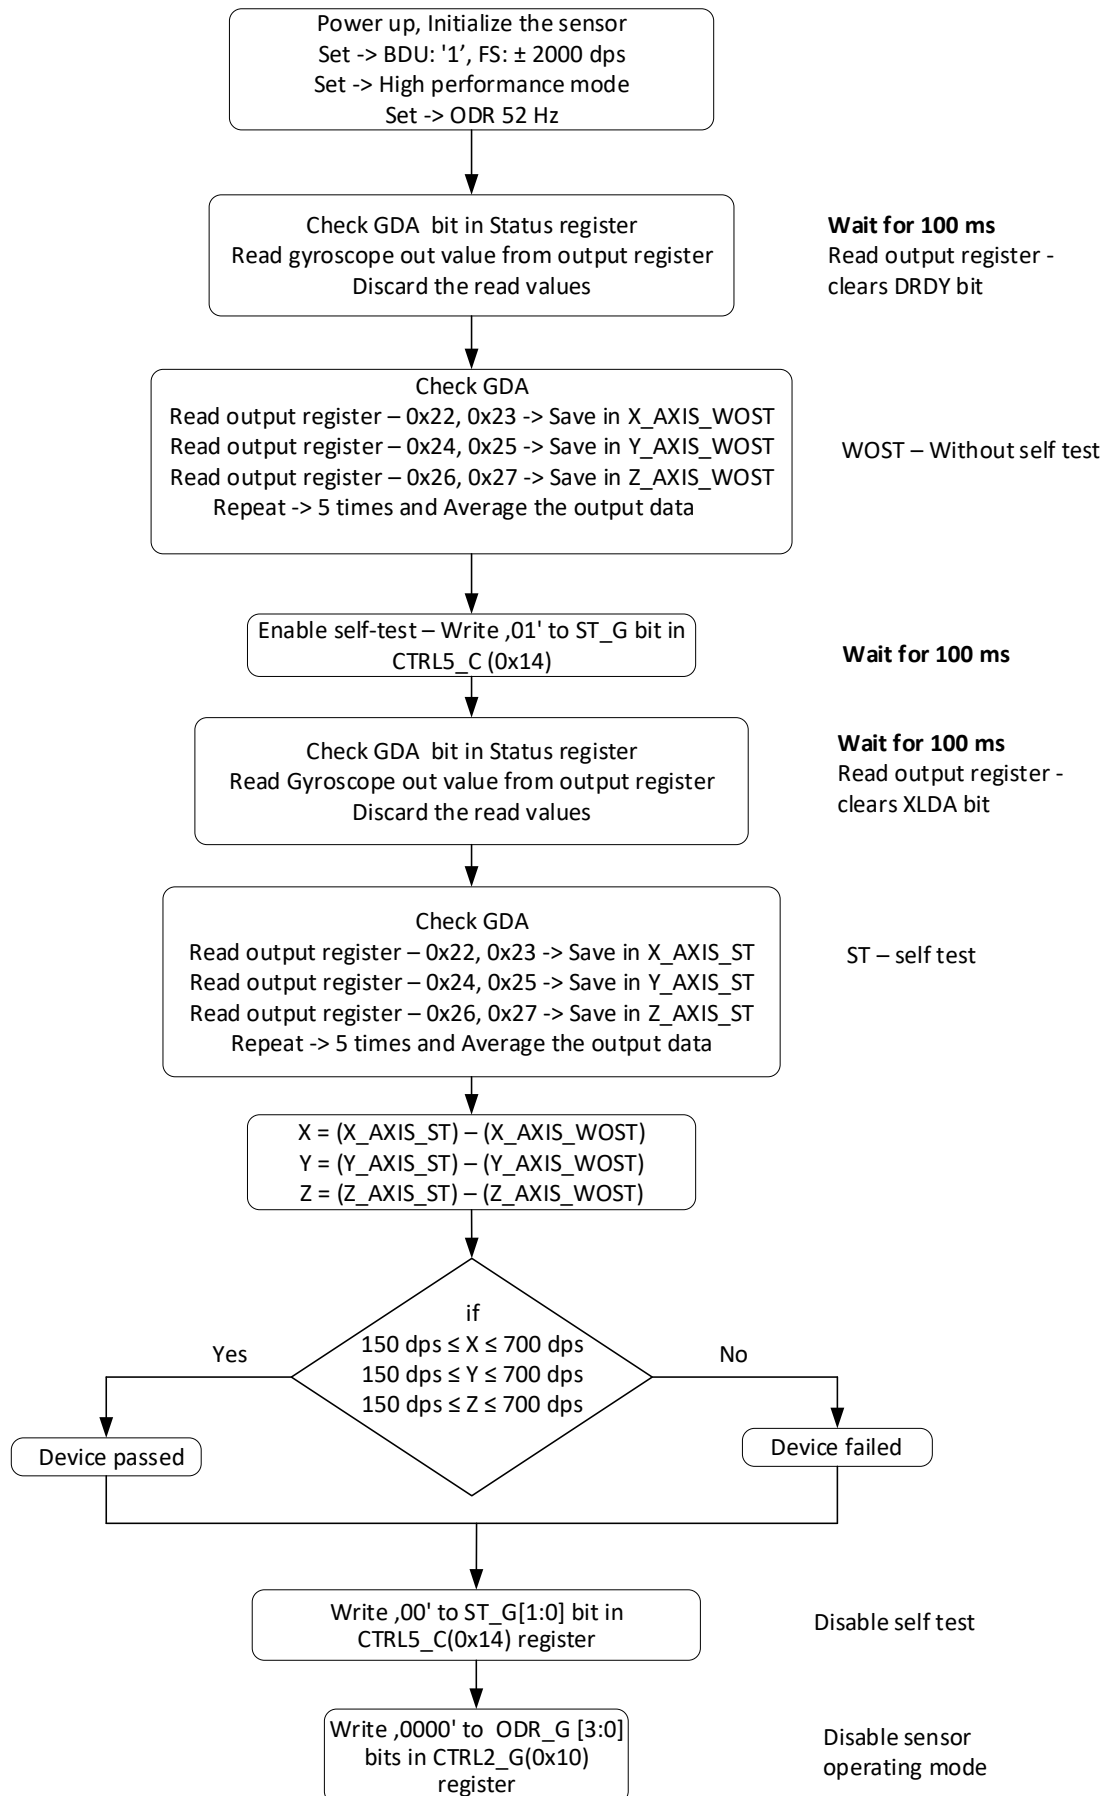 Power up, Initialize the sensor
Set -> BDU: '1’, FS: ± 2000 dps
Set -> High performance mode
Set -> ODR 52 Hz
Check GDA  bit in Status register
Read gyroscope out value from output register
Discard the read values
Wait for 100 ms
Read output register -
clears DRDY bit
Check GDA
Read output register – 0x22, 0x23 -> Save in X_AXIS_WOST
Read output register – 0x24, 0x25 -> Save in Y_AXIS_WOST
Read output register – 0x26, 0x27 -> Save in Z_AXIS_WOST
Repeat -> 5 times and Average the output data
WOST – Without self test
Enable self-test – Write ‚01' to ST_G bit in
CTRL5_C (0x14)
Wait for 100 ms
Check GDA  bit in Status register
Read Gyroscope out value from output register
Discard the read values
Wait for 100 ms
Read output register -
clears XLDA bit
Check GDA
Read output register – 0x22, 0x23 -> Save in X_AXIS_ST
Read output register – 0x24, 0x25 -> Save in Y_AXIS_ST
Read output register – 0x26, 0x27 -> Save in Z_AXIS_ST
Repeat -> 5 times and Average the output data
ST – self test
X = (X_AXIS_ST) – (X_AXIS_WOST)
Y = (Y_AXIS_ST) – (Y_AXIS_WOST)
Z = (Z_AXIS_ST) – (Z_AXIS_WOST)
if
150 dps ≤ X ≤ 700 dps
150 dps ≤ Y ≤ 700 dps
150 dps ≤ Z ≤ 700 dps
Yes
No
Device passed
Device failed
Write ‚00' to ST_G[1:0] bit in
CTRL5_C(0x14) register
Disable self test
Write ‚0000' to  ODR_G [3:0]
bits in CTRL2_G(0x10)
register
Disable sensor
operating mode